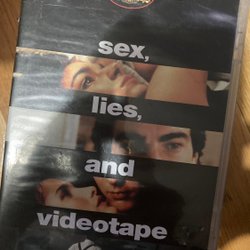 sex,
lies,
and
videotape